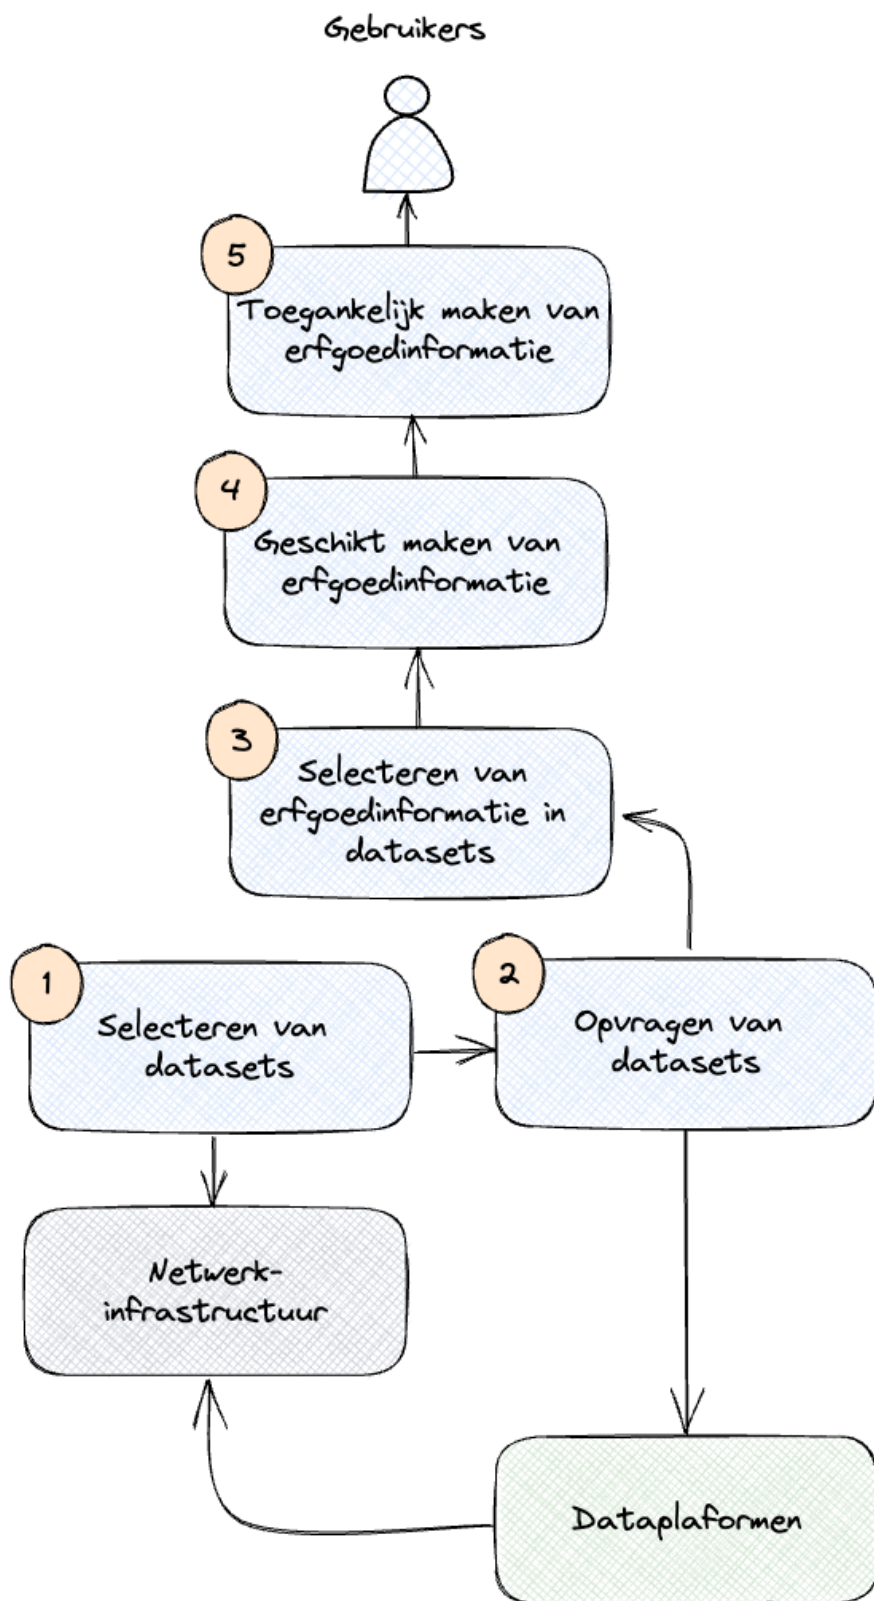 Gebruikers
5
Toegankelijk maken van
erfgoedinformatie
4
Geschikt maken van
erfgoedinformatie
3
Selecteren van
erfgoedinformatie in
datasets
1
Selecteren van
datasets
2
Opvragen van
datasets
Netwerk-
infrastructuur
Dataplaformen